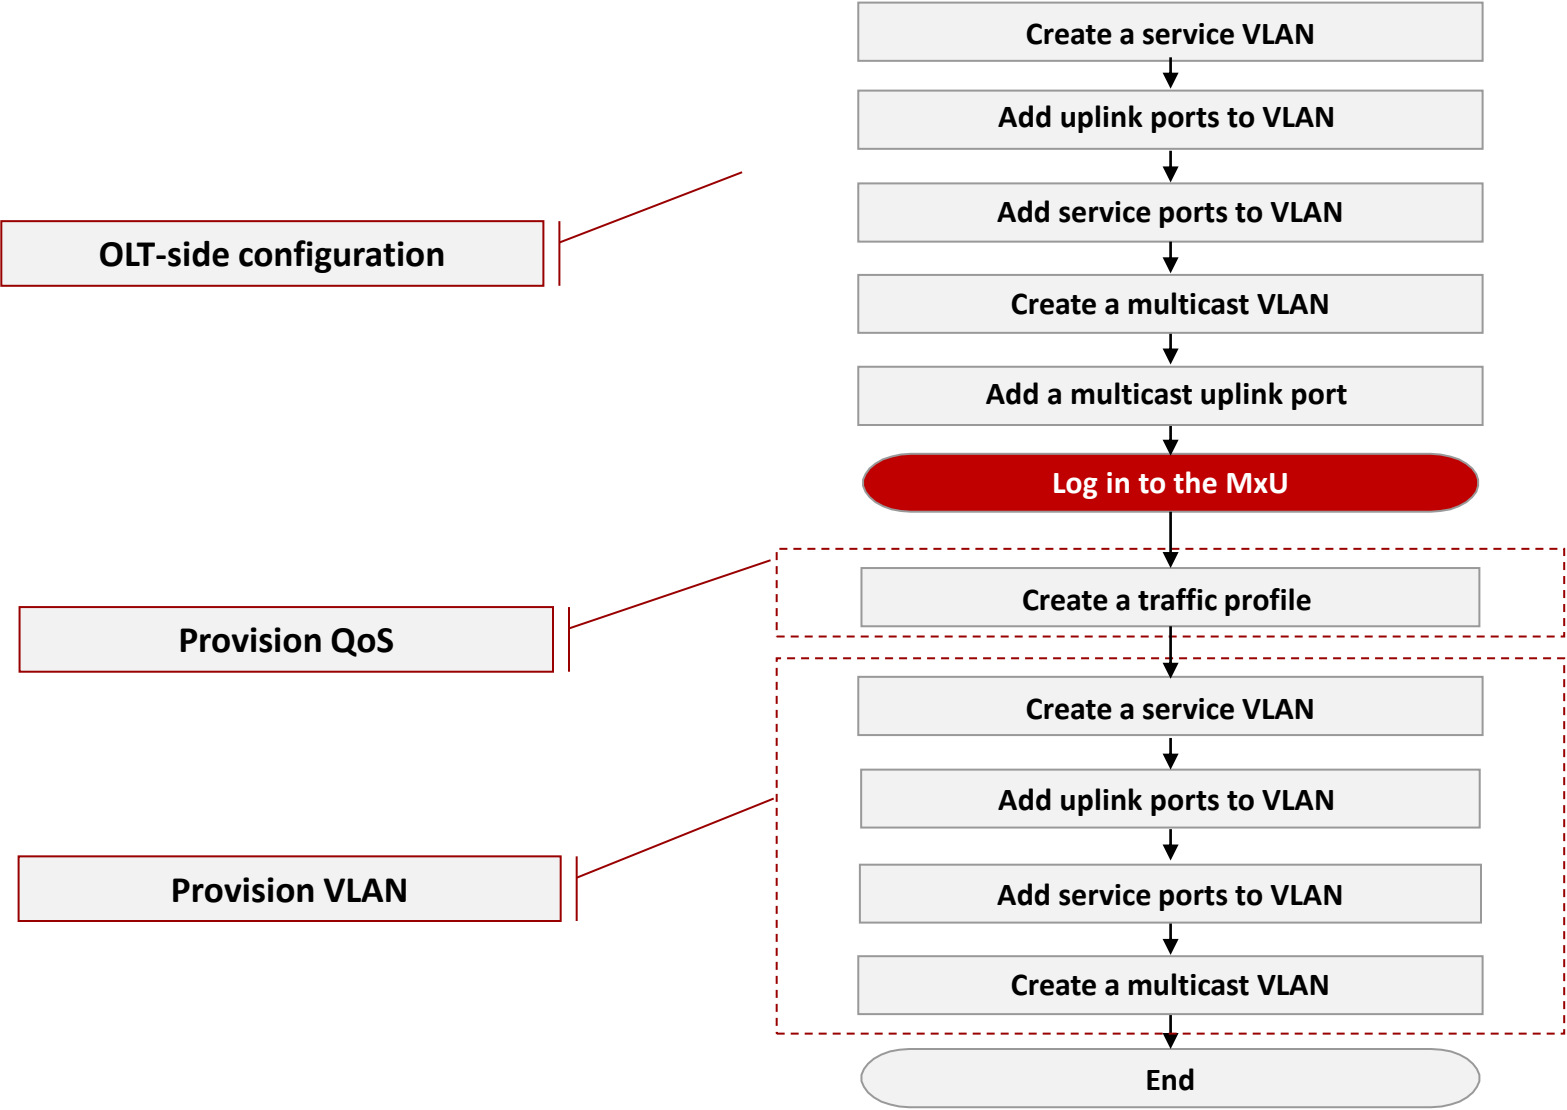 Create a service VLAN
Add uplink ports to VLAN
Add service ports to VLAN
OLT-side configuration
Create a multicast VLAN
Add a multicast uplink port
Log in to the MxU
Create a traffic profile
Provision QoS
Create a service VLAN
Add uplink ports to VLAN
Provision VLAN
Add service ports to VLAN
Create a multicast VLAN
End